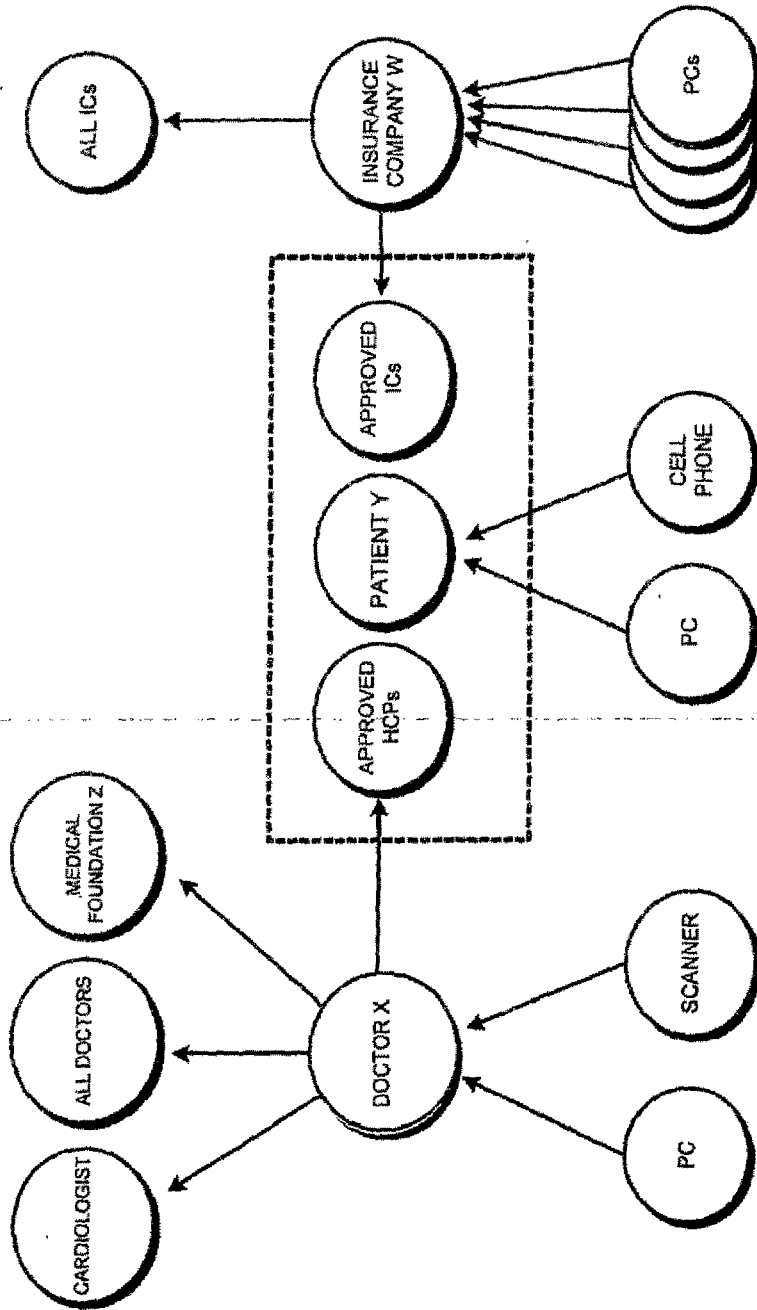 CARDIOLOGIST
ALL DOCTORS
MEDICAL
FOUNDATION Z
ALL ICs
DOCTOR X
APPROVED
HCPs
PATIENT Y
APPROVED
ICs
INSURANCE
COMPANY W
PC
SCANNER
PC
CELL
PHONE
PCs